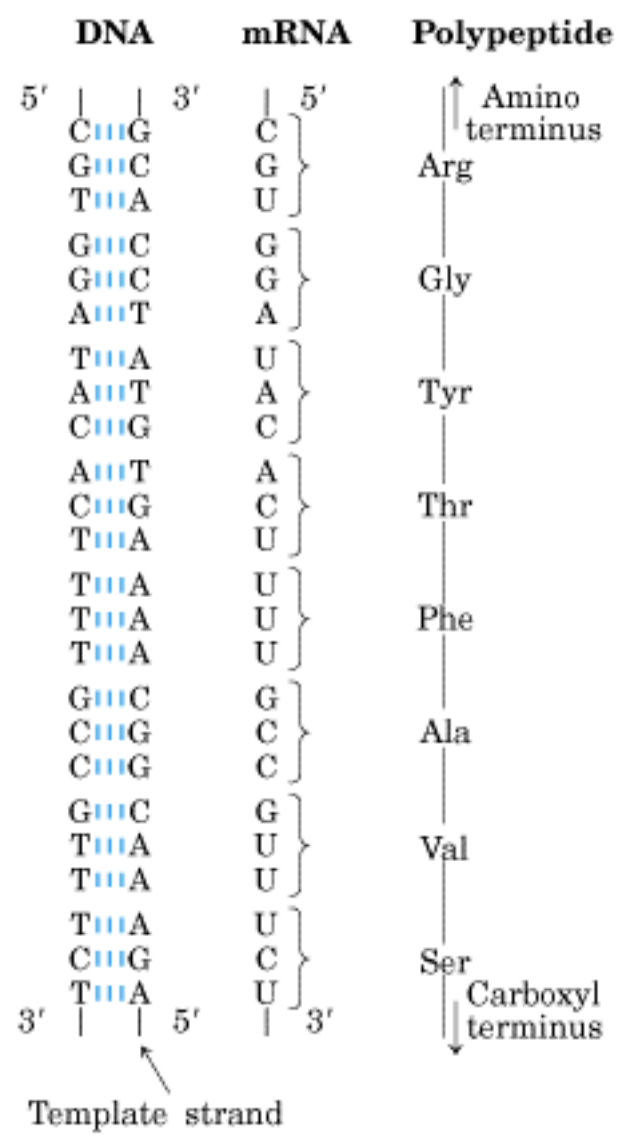 DNA mRNA Polypeptide
5′ 3′ 5′ Amino
C G C terminus
G C G Arg
T A U
G C G
G C G Gly
A T A
T A U
A T A Tyr
C G C
A T A
C G C Thr
T A U
T A U
T A U Phe
T A U
G C G
C G C Ala
C G C
G C G
T A U Val
T A U
T A U
C G C Ser
T A U Carboxyl
3′ 5′ 3′ terminus
Template strand